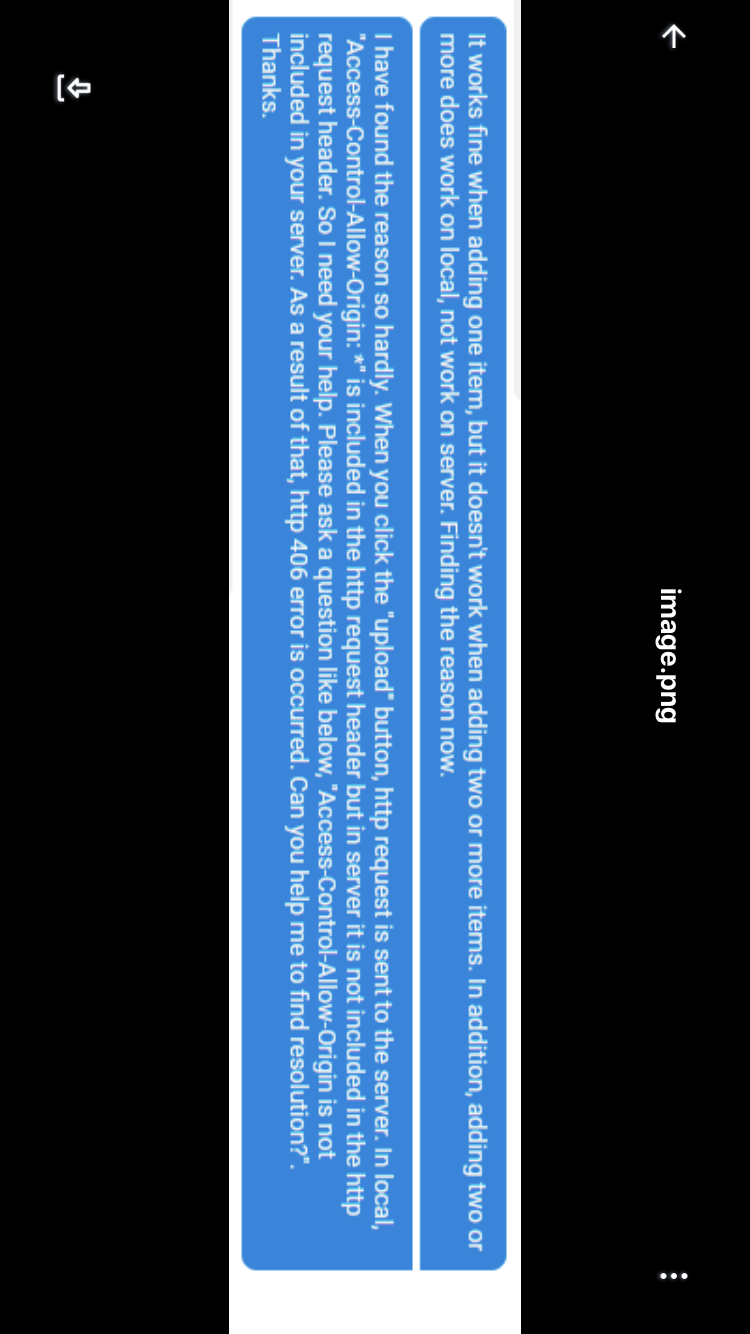 image.png
It works fine when adding one item, but it doesn't work when adding two or more items. In addition, adding two or
more does work on local, not work on server. Finding the reason now.
I have found the reason so hardly. When you click the "upload" button, http request is sent to the server. In local,
"Access-Control-Allow-Origin: *" is included in the http request header but in server it is not included in the http
request header. So I need your help. Please ask a question like below, "Access-Control-Allow-Origin is not
included in your server. As a result of that, http 406 error is occurred. Can you help me to find resolution?".
Thanks.